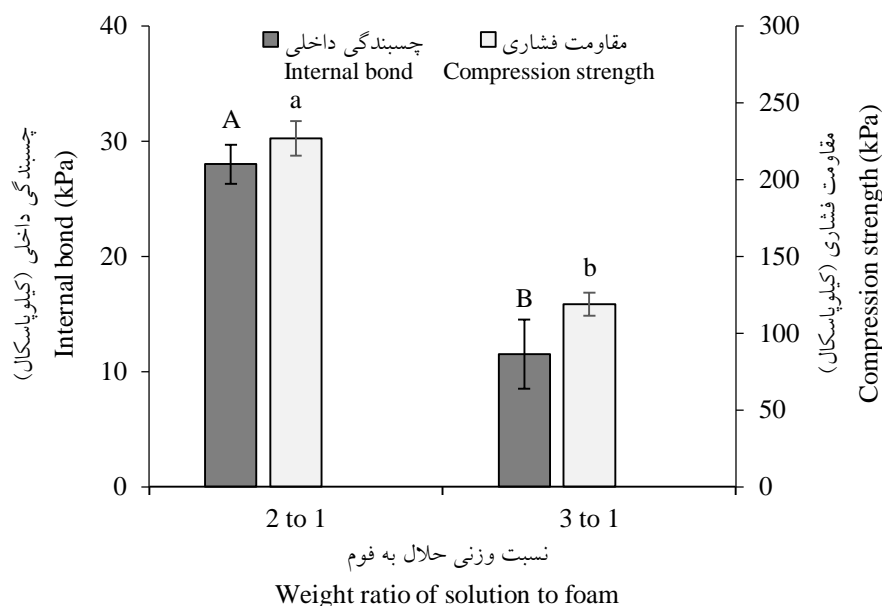 چسبندگی داخلی
Internal bond
مقاومت فشاری
Compression strength
چسبندگی داخلی (کیلوپاسکال)
Internal bond (kPa)
40
30
20
10
0
A
a
B
b
300
250
200
150
100
50
0
مقاومت فشاری (کیلوپاسکال)
Compression strength (kPa)
2 to 1
3 to 1
نسبت وزنی حلال به فوم
Weight ratio of solution to foam